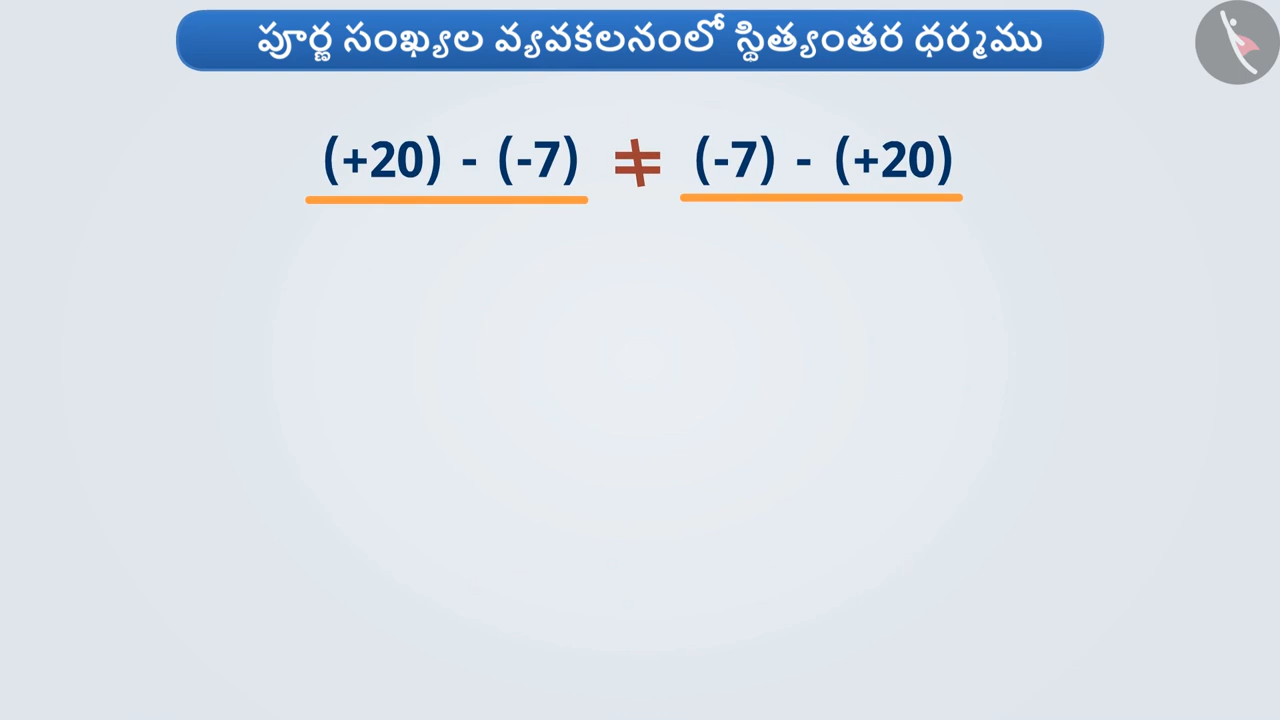 పూర్ణ సంఖ్యల వ్యవకలనంలో స్థిత్యంతర ధర్మము
(+20) - (-7) ≠ (-7) - (+20)